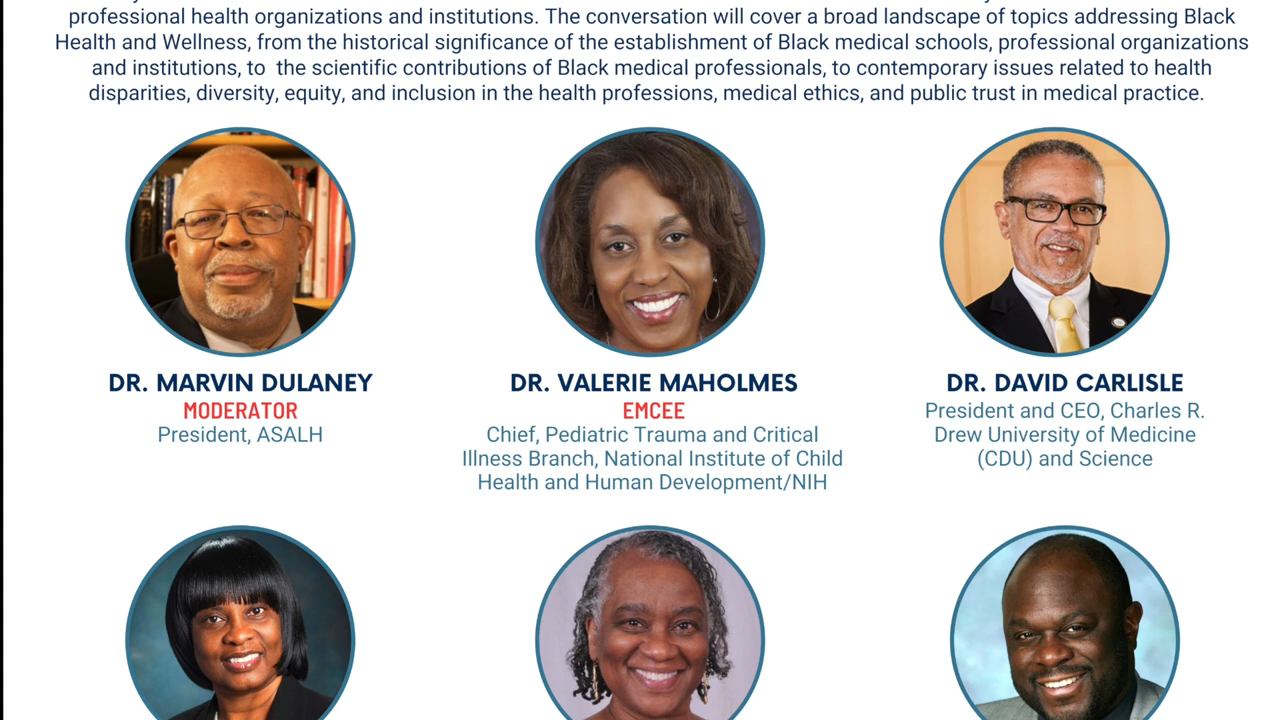 professional health organizations and institutions. The conversation will cover a broad landscape of topics addressing Black
Health and Wellness, from the historical significance of the establishment of Black medical schools, professional organizations
and institutions, to the scientific contributions of Black medical professionals, to contemporary issues related to health
disparities, diversity, equity, and inclusion in the health professions, medical ethics, and public trust in medical practice.
DR. MARVIN DULANEY
MODERATOR
President, ASALH
DR. VALERIE MAHOLMES
EMCEE
Chief, Pediatric Trauma and Critical
Illness Branch, National Institute of Child
Health and Human Development/NIH
DR. DAVID CARLISLE
President and CEO, Charles R.
Drew University of Medicine
(CDU) and Science